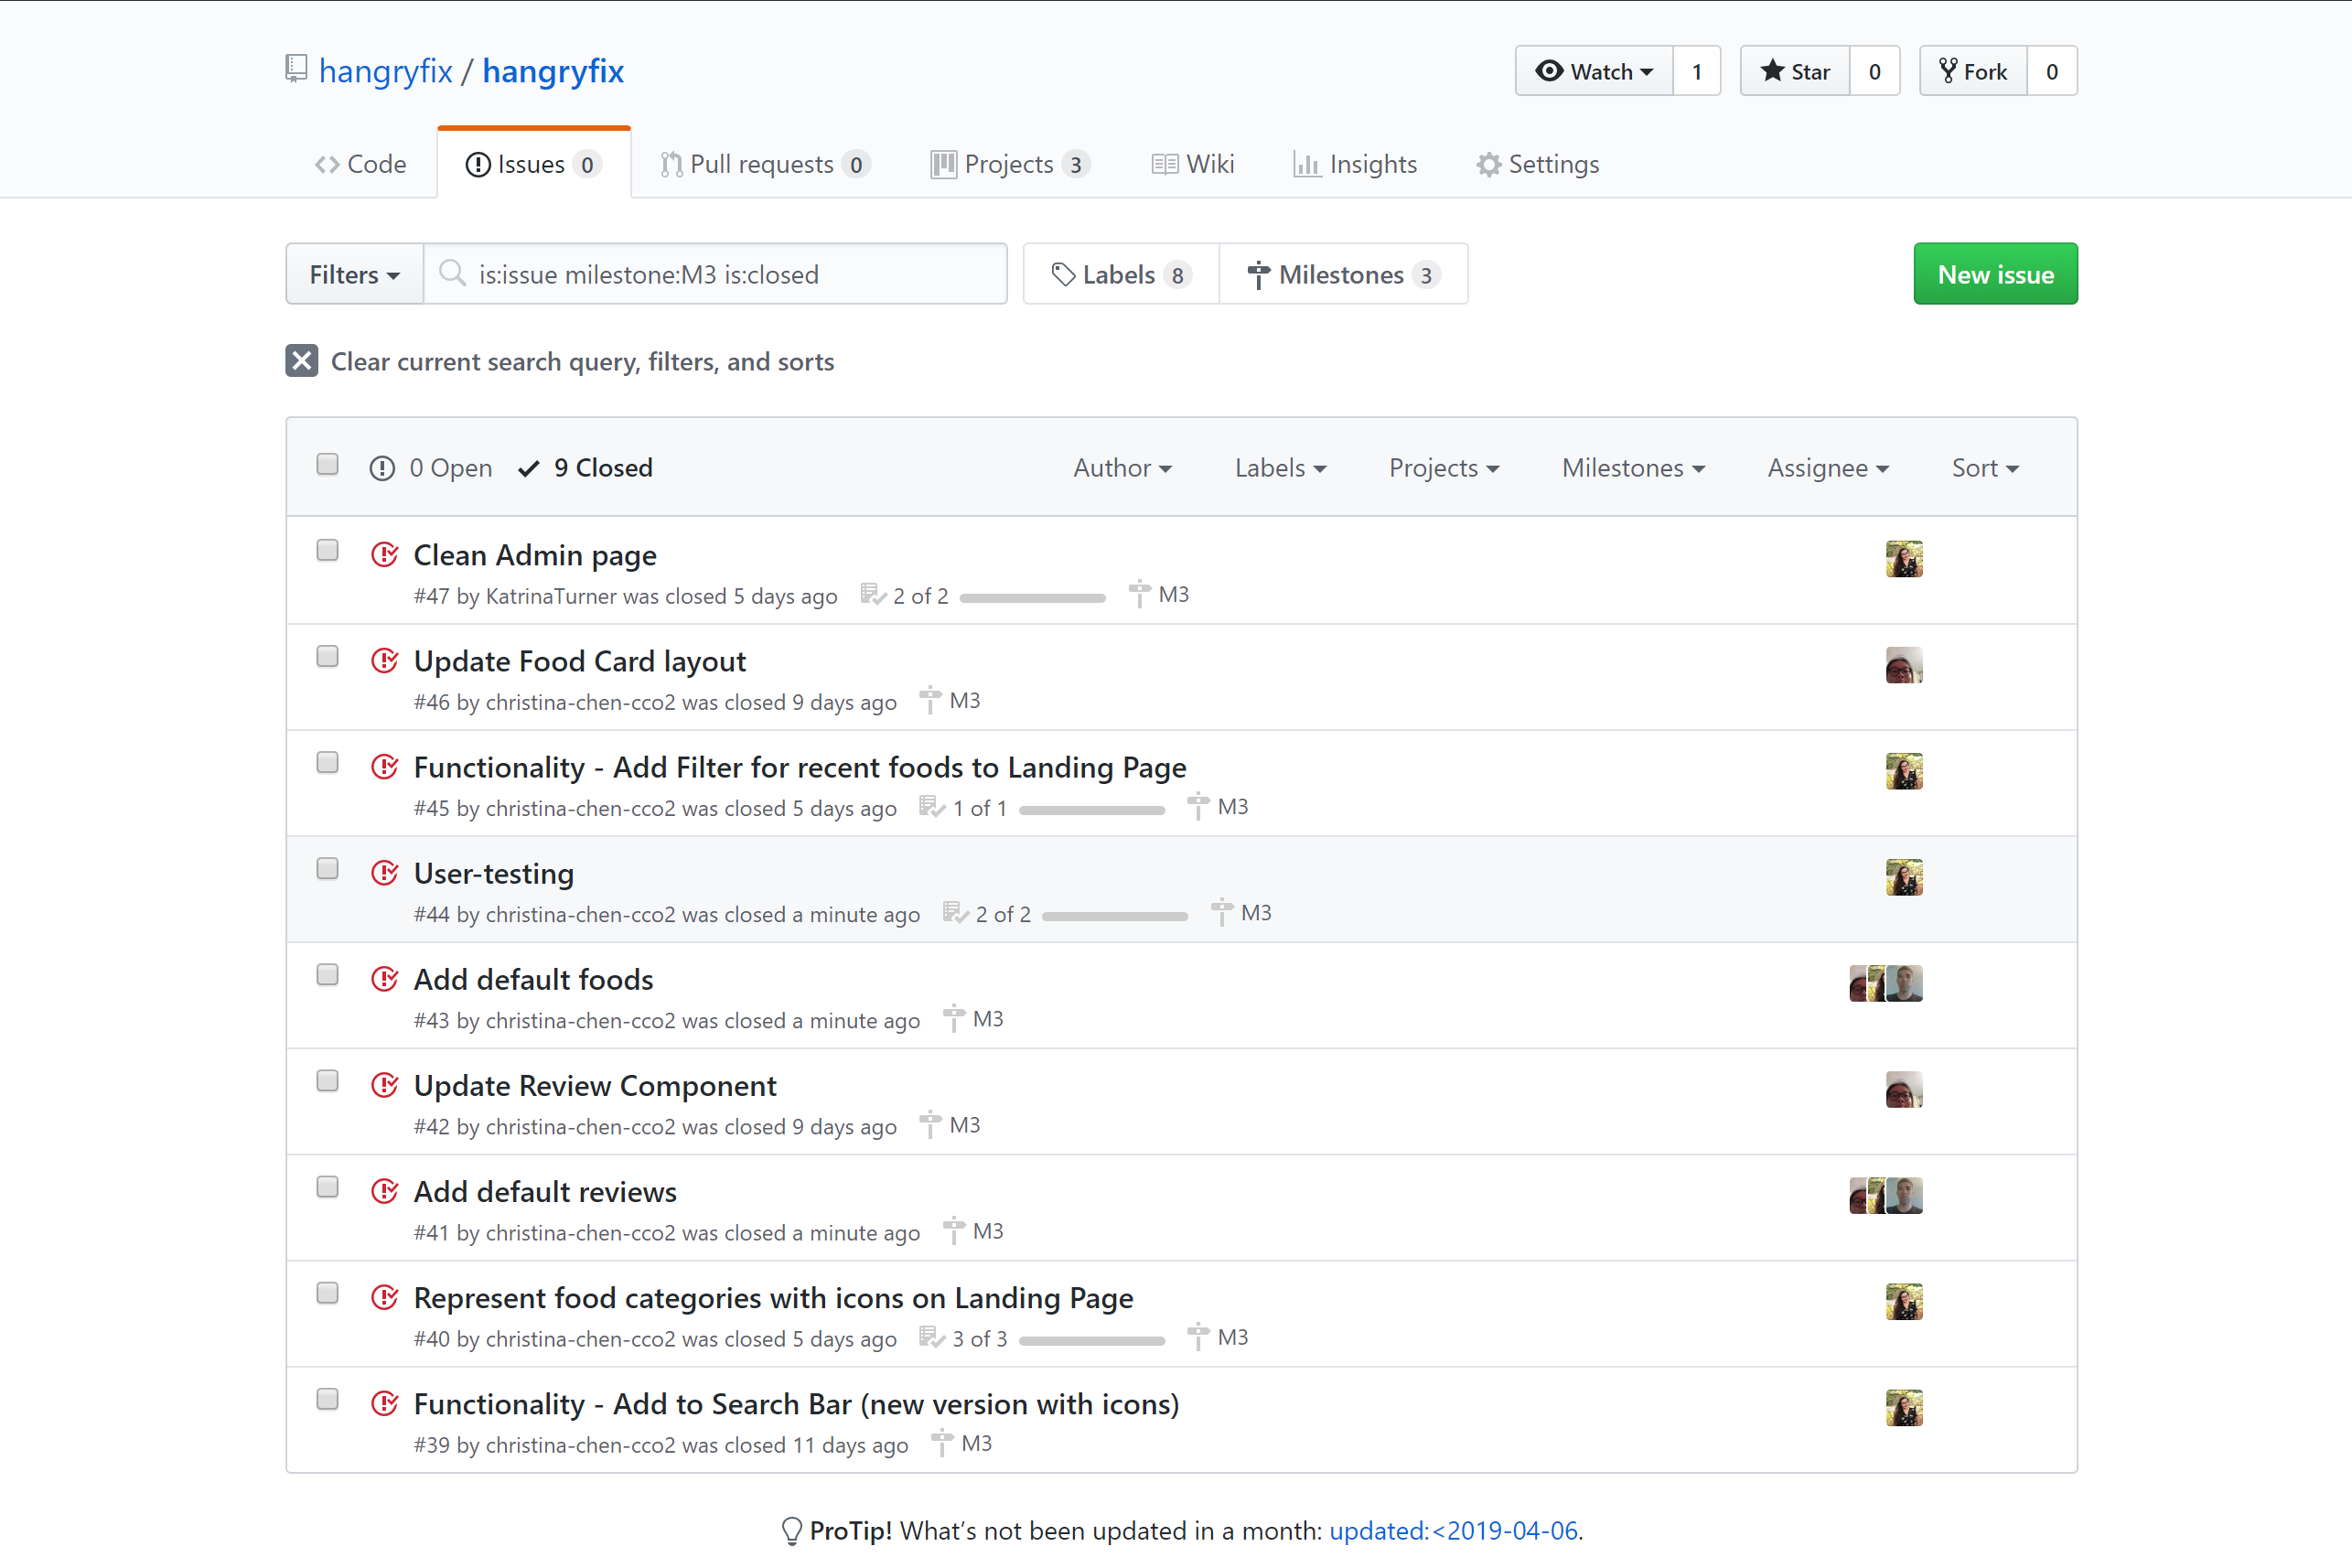 hangryfix / hangryfix
Watch 1 Star 0 Fork 0
Code Issues 0 Pull requests 0 Projects 3 Wiki Insights Settings
Filters is:issue milestone:M3 is:closed Labels 8 Milestones 3 New issue
Clear current search query, filters, and sorts
0 Open 9 Closed Author Labels Projects Milestones Assignee Sort
Clean Admin page
#47 by KatrinaTurner was closed 5 days ago 2 of 2 M3
Update Food Card layout
#46 by christina-chen-cco2 was closed 9 days ago M3
Functionality - Add Filter for recent foods to Landing Page
#45 by christina-chen-cco2 was closed 5 days ago 1 of 1 M3
User-testing
#44 by christina-chen-cco2 was closed a minute ago 2 of 2 M3
Add default foods
#43 by christina-chen-cco2 was closed a minute ago M3
Update Review Component
#42 by christina-chen-cco2 was closed 9 days ago M3
Add default reviews
#41 by christina-chen-cco2 was closed a minute ago M3
Represent food categories with icons on Landing Page
#40 by christina-chen-cco2 was closed 5 days ago 3 of 3 M3
Functionality - Add to Search Bar (new version with icons)
#39 by christina-chen-cco2 was closed 11 days ago M3
ProTip! What's not been updated in a month: updated:<2019-04-06.